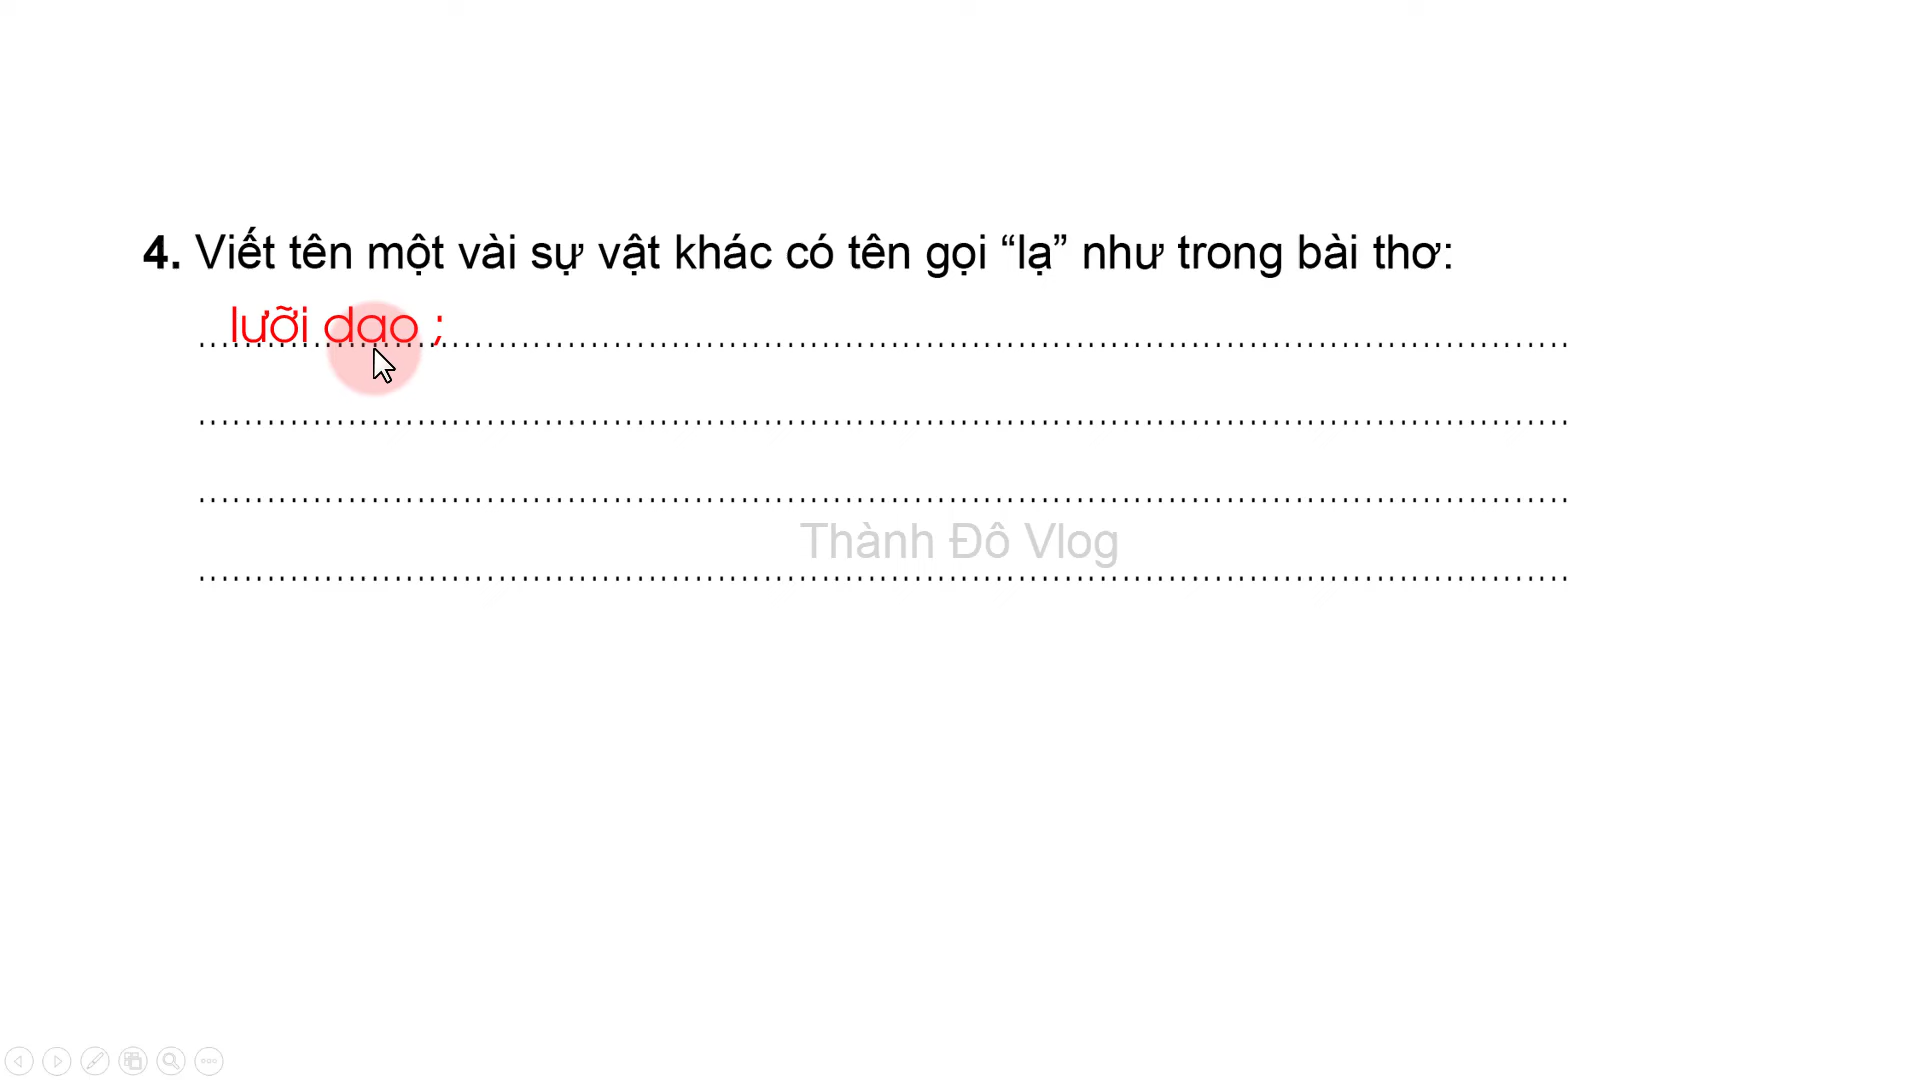 4. Viết tên một vài sự vật khác có tên gọi “lạ” như trong bài thơ:
lưỡi dao ;
Thành Đô Vlog